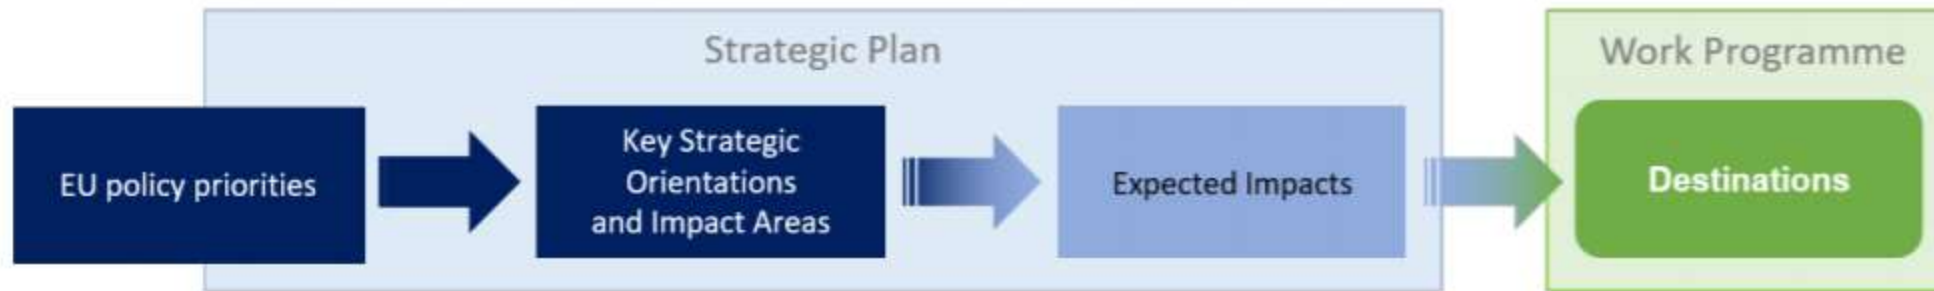 Strategic Plan
Work Programme
EU policy priorities
Key Strategic
Orientations
and Impact Areas
Expected Impacts
Destinations